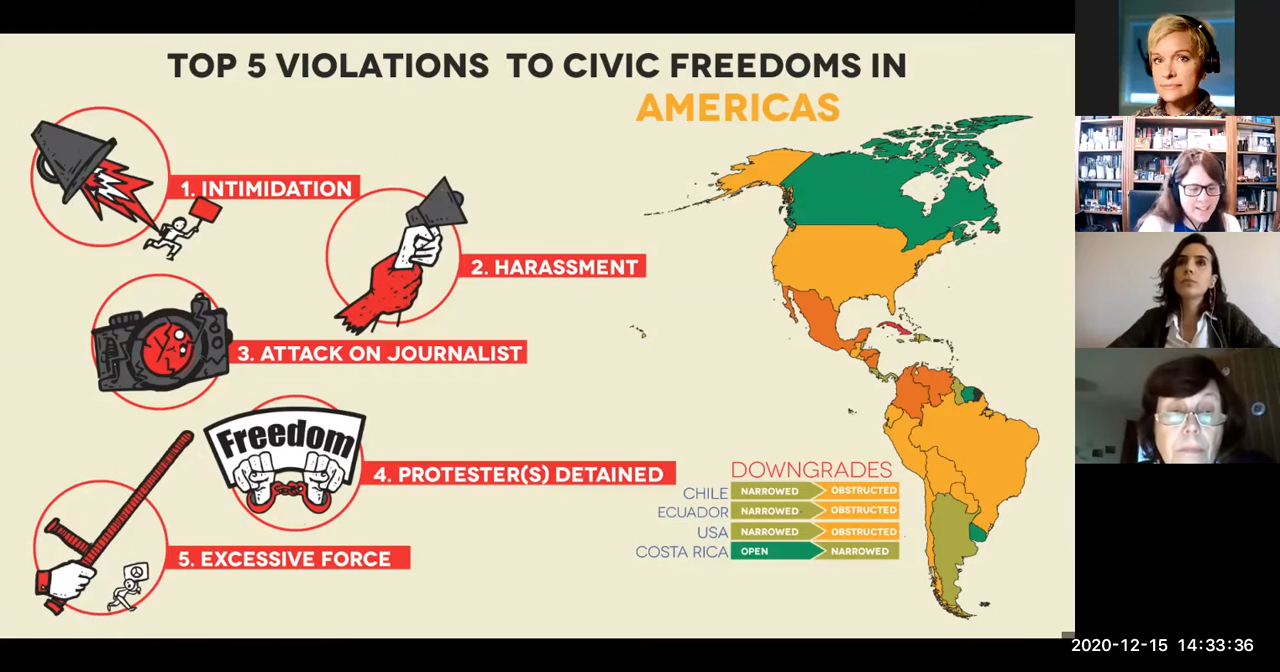 TOP 5 VIOLATIONS TO CIVIC FREEDOMS IN
AMERICAS
1. INTIMIDATION
2. HARASSMENT
3. ATTACK ON JOURNALIST
Freedom
4. PROTESTER(S) DETAINED
5. EXCESSIVE FORCE
DOWNGRADES
CHILE NARROWED OBSTRUCTED
ECUADOR NARROWED OBSTRUCTED
USA NARROWED OBSTRUCTED
COSTA RICA OPEN NARROWED
2020-12-15 14:33:36